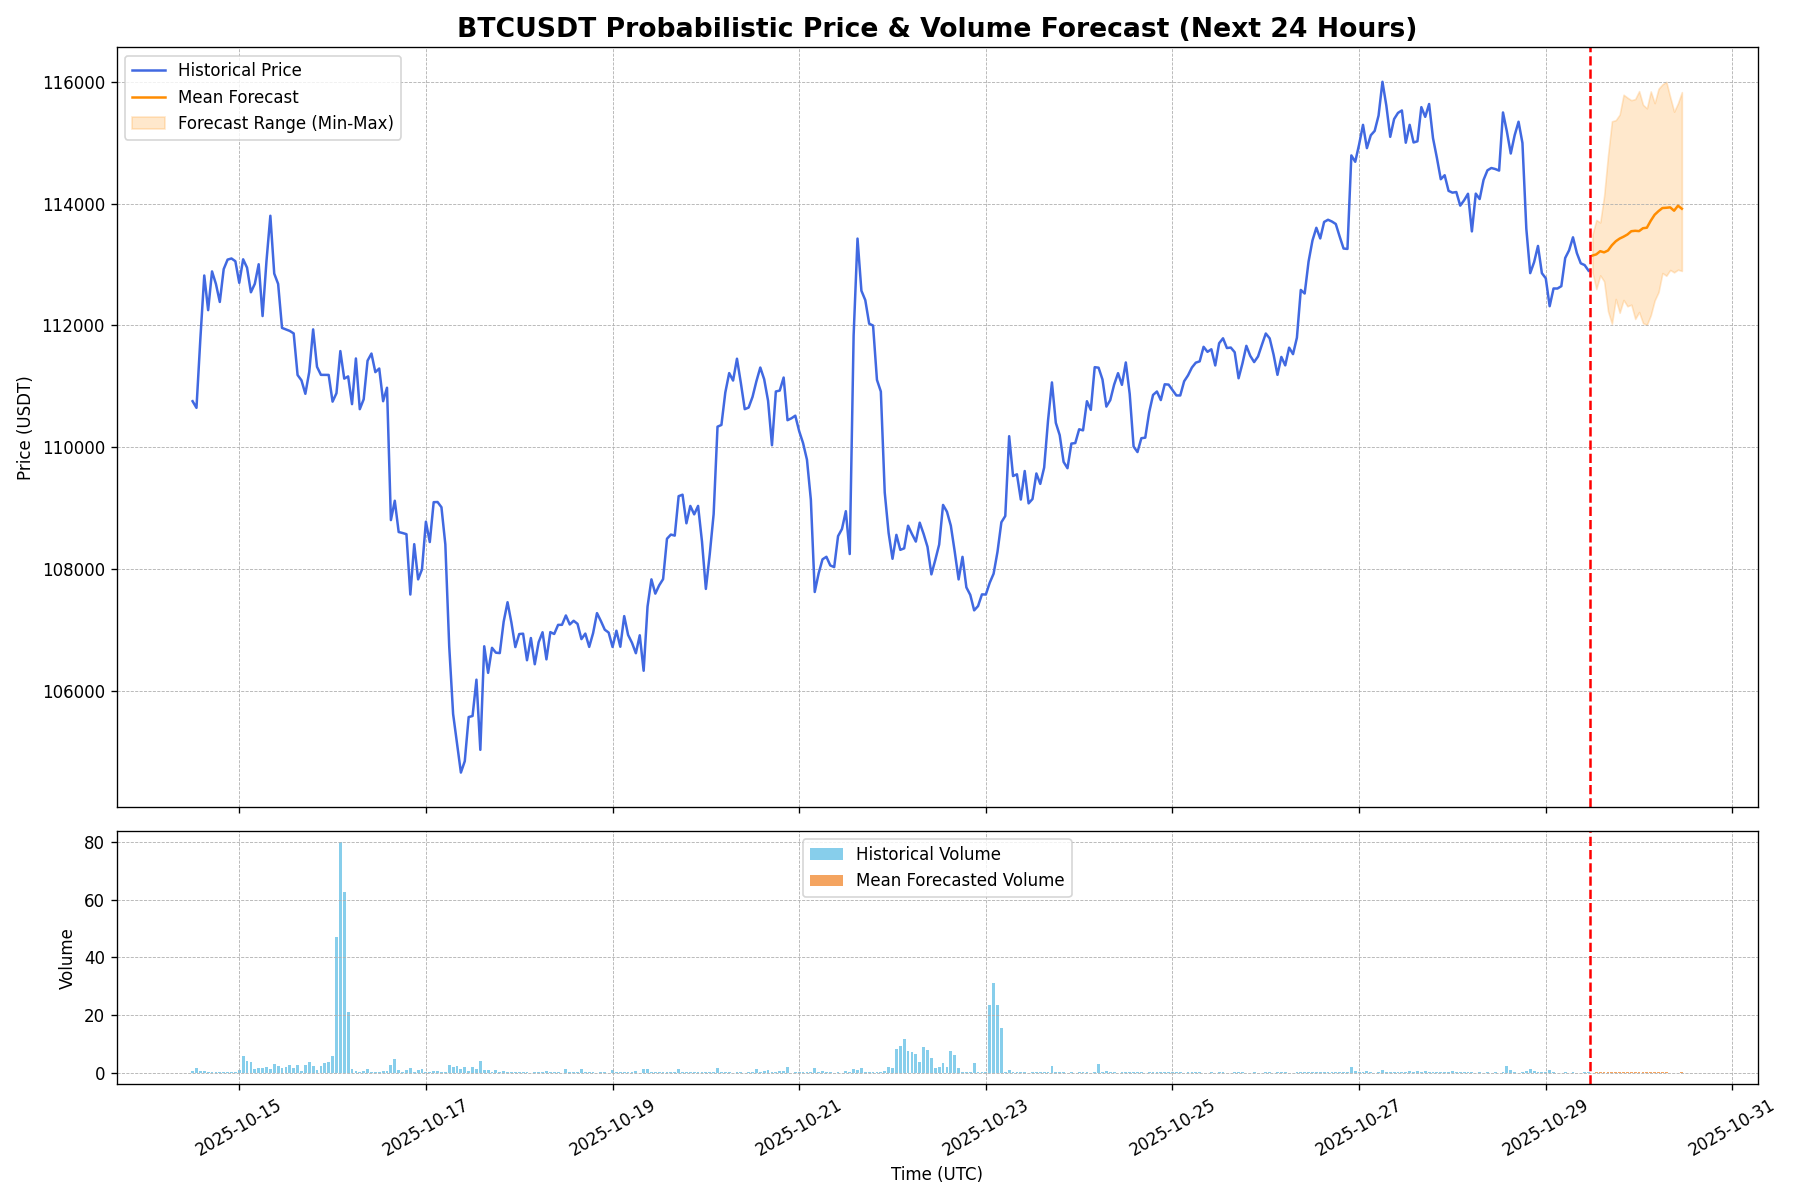 BTCUSDT Probabilistic Price & Volume Forecast (Next 24 Hours)
Historical Price
Mean Forecast
Forecast Range (Min-Max)
116000
114000
112000
110000
108000
106000
Price (USDT)
Historical Volume
Mean Forecasted Volume
80
60
40
20
0
Volume
2025-10-15
2025-10-17
2025-10-19
2025-10-21
2025-10-23
2025-10-25
2025-10-27
2025-10-29
2025-10-31
Time (UTC)